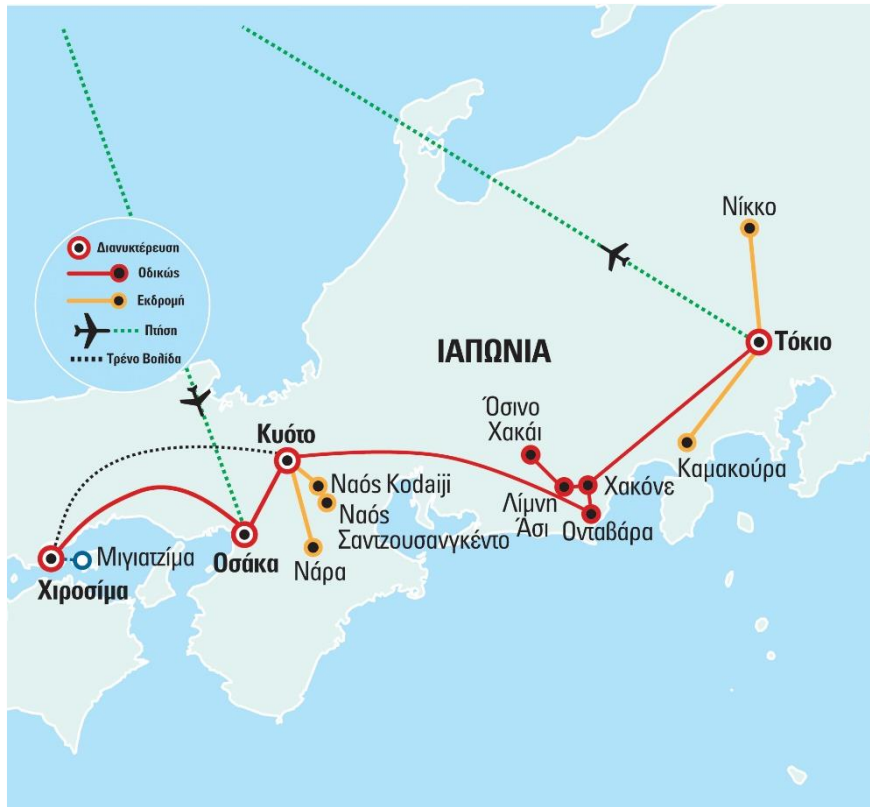 Νίκκο
Διανυκτέρευση
Οδικώς
Εκδρομή
Πτήση
Τρένο Βολίδα
ΙΑΠΩΝΙΑ
Τόκιο
Όσινο
Χακάι
Κυότο
Καμακούρα
Ναός Kodaiji
Χακόνε
Λίμνη
Άσι
Ναός
Σαντζουσανγκέντο
Ονταβάρα
Μιγιατζίμα
Οσάκα
Νάρα
Χιροσίμα